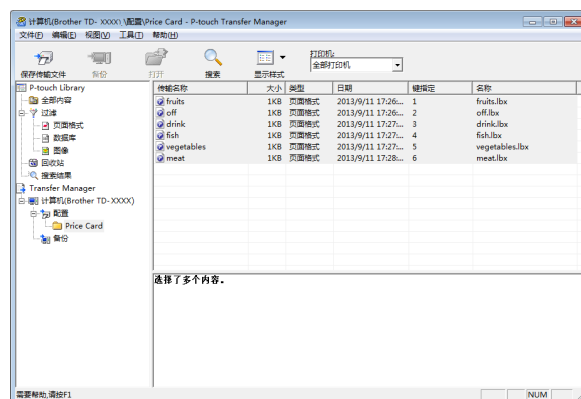 计算机(Brother TD- XXXX)\配置\Price Card - P-touch Transfer Manager
文件(F) 编辑(E) 视图(V) 工具(T) 帮助(H)
保存传输文件 备份 打开 搜索 显示样式 打印机: 全部打印机
P-touch Library
全部内容
过滤
页面格式
数据库
图像
回收站
搜索结果
Transfer Manager
计算机(Brother TD-XXXX)
配置
Price Card
备份
传输名称 大小 类型 日期 键指定 名称
fruits 1KB 页面格式 2013/9/11 17:26:... 1 fruits.lbx
off 1KB 页面格式 2013/9/11 17:26:... 2 off.lbx
drink 1KB 页面格式 2013/9/11 17:27:... 3 drink.lbx
fish 1KB 页面格式 2013/9/11 17:27:... 4 fish.lbx
vegetables 1KB 页面格式 2013/9/11 17:27:... 5 vegetables.lbx
meat 1KB 页面格式 2013/9/11 17:28:... 6 meat.lbx
选择了多个内容。
需要帮助,请按F1 NUM